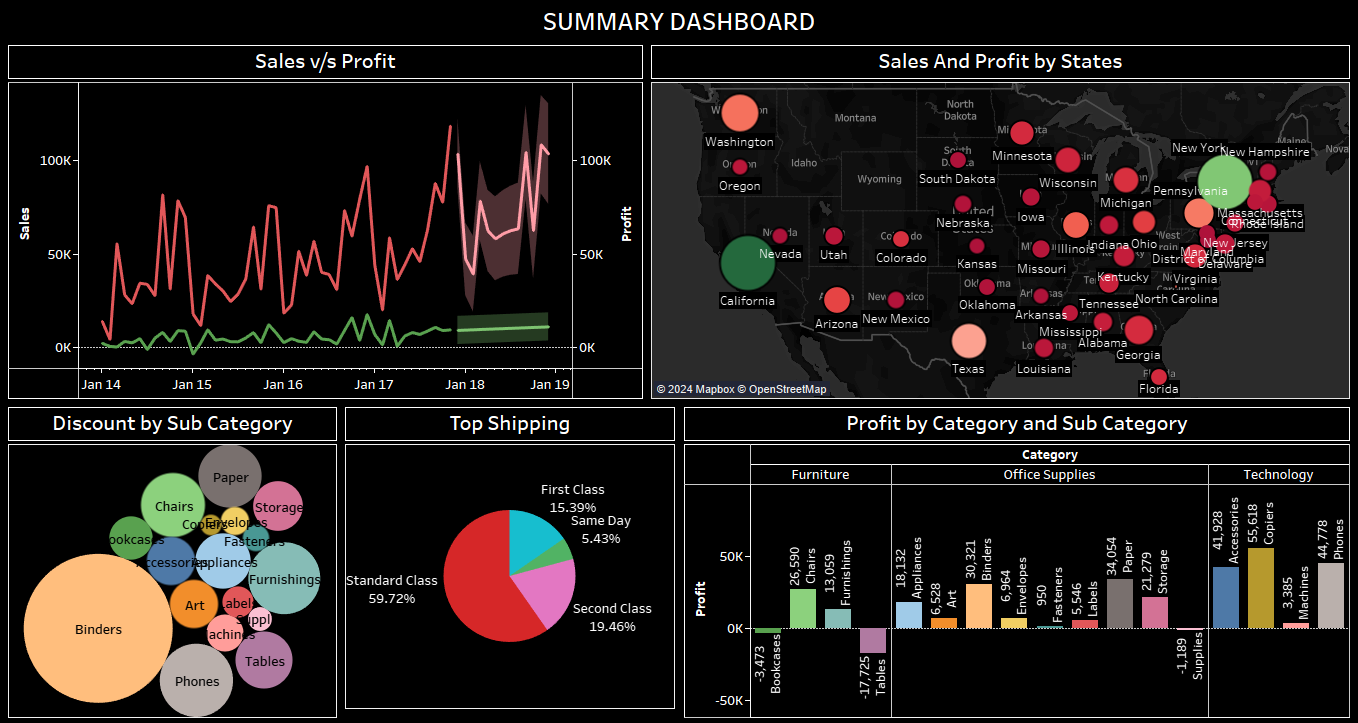 SUMMARY DASHBOARD
Sales v/s Profit
Sales And Profit by States
Sales
100K
50K
0K
100K
50K
0K
Profit
Jan 14
Jan 15
Jan 16
Jan 17
Jan 18
Jan 19
Montana
North
Dakota
Maine
Washington
Minnesota
New York
New Hampshire
Idaho
South Dakota
Wisconsin
Oregon
Wyoming
Michigan
Pennsylvania
Massachusetts
Connecticut
Rhode Island
Nebraska
United
States
Iowa
Nevada
Utah
Colorado
Kansas
Missouri
Illinois
Indiana
Ohio
West
New Jersey
Maryland
Delaware
District of Columbia
California
Oklahoma
Kentucky
Virginia
Arizona
New Mexico
Arkansas
Tennessee
North Carolina
Mississippi
Alabama
Texas
Louisiana
Georgia
Florida
© 2024 Mapbox © OpenStreetMap
Discount by Sub Category
Top Shipping
Profit by Category and Sub Category
Paper
Chairs
Storage
Copiers
Envelopes
Fasteners
ookcases
Accessories
Appliances
Furnishings
Art
Labels
Suppl
achines
Binders
Tables
Phones
First Class
15.39%
Same Day
5.43%
Standard Class
59.72%
Second Class
19.46%
Category
Furniture
Office Supplies
Technology
Profit
50K
0K
-50K
-3,473
Bookcases
26,590
Chairs
13,059
Furnishings
-17,725
Tables
18,132
Appliances
6,528
Art
30,321
Binders
6,964
Envelopes
950
Fasteners
5,546
Labels
34,054
Paper
21,279
Storage
-1,189
Supplies
41,928
Accessories
55,618
Copiers
3,385
Machines
44,778
Phones